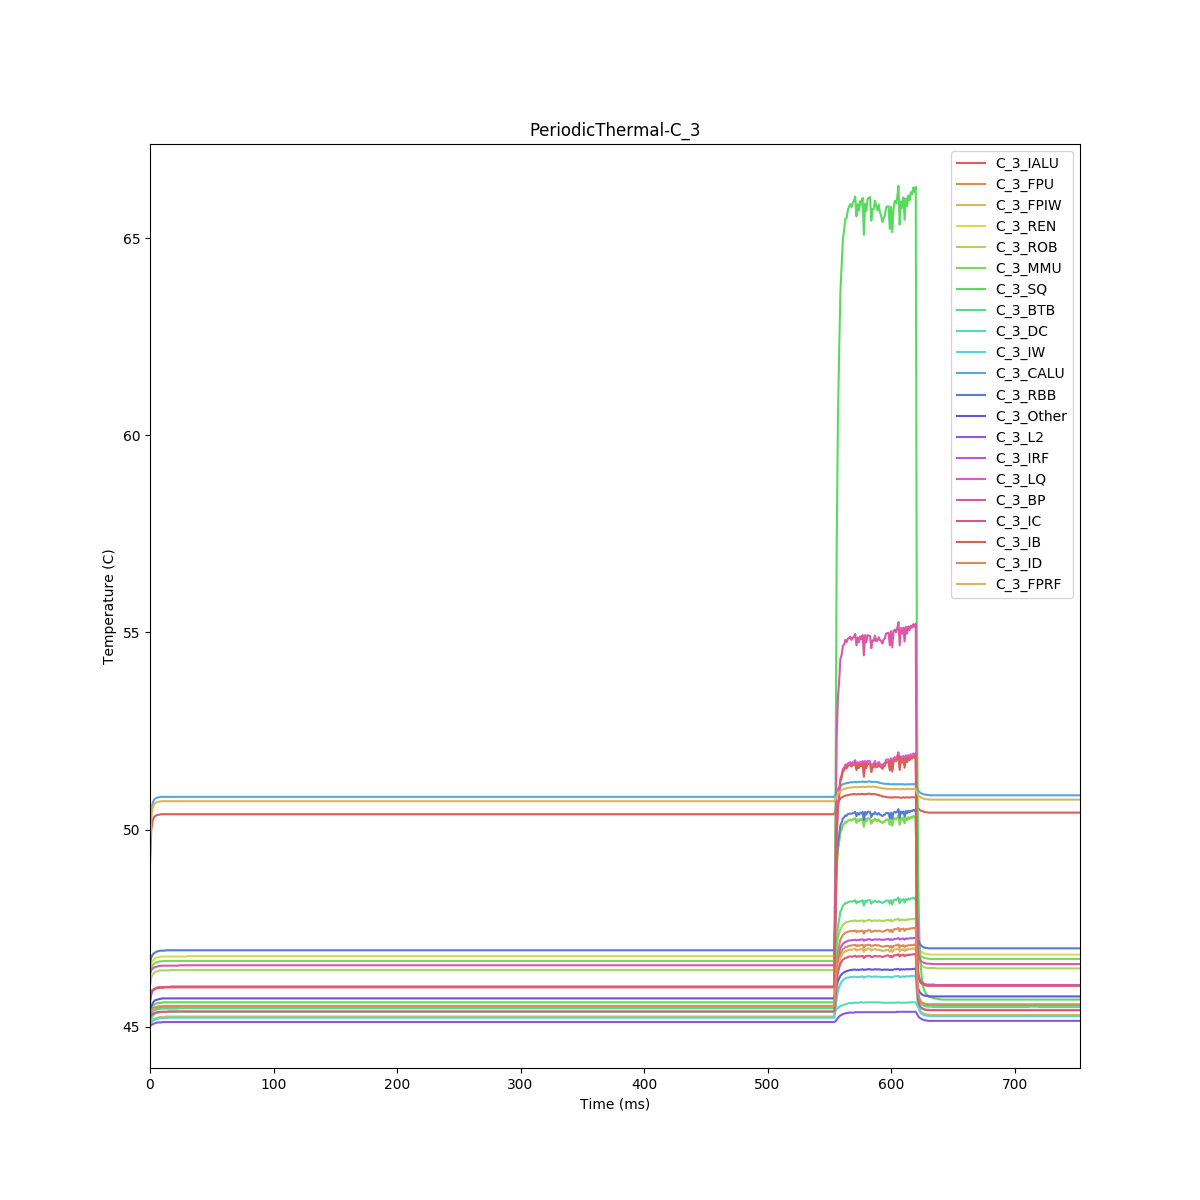 PeriodicThermal-C_3
C_3_IALU
C_3_FPU
C_3_FPIW
C_3_REN
C_3_ROB
C_3_MMU
C_3_SQ
C_3_BTB
C_3_DC
C_3_IW
C_3_CALU
C_3_RBB
C_3_Other
C_3_L2
C_3_IRF
C_3_LQ
C_3_BP
C_3_IC
C_3_IB
C_3_ID
C_3_FPRF
65
60
55
50
45
Temperature (C)
0 100 200 300 400 500 600 700
Time (ms)